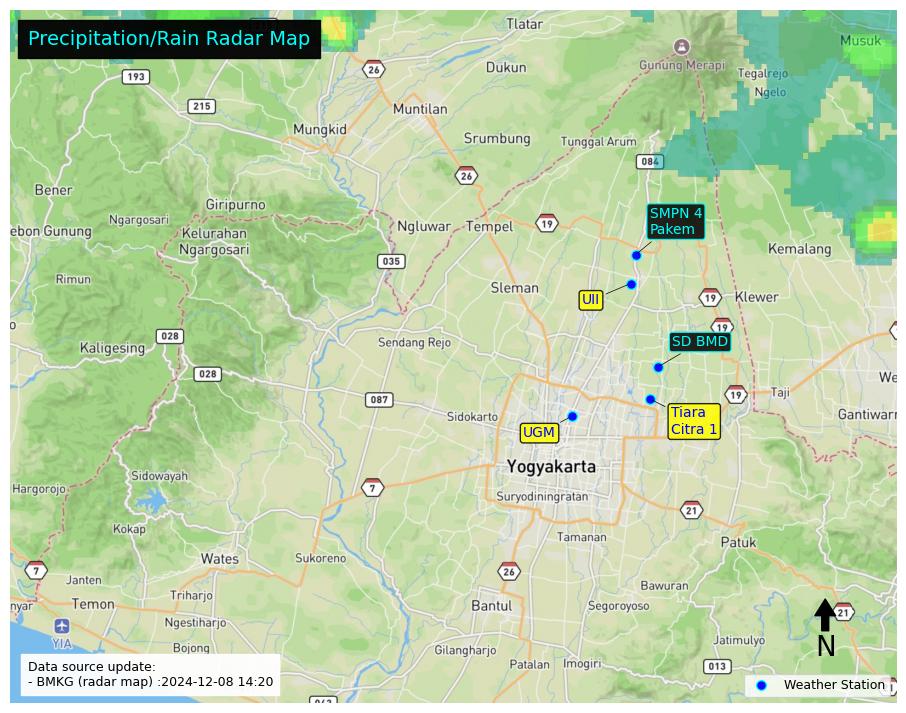 Precipitation/Rain Radar Map
Tlatar
Musuk
Gunung Merapi
Tegalrejo
Ngelo
Dukun
26
193
215
Muntilan
Mungkid
Srumbung
Tunggal Arum
084
26
Bener
Giripurno
Ngargosari
ebon Gunung
Kelurahan
Ngargosari
Ngluwar
Tempel
19
SMPN 4
Pakem
Kemalang
035
Rimun
Sleman
UII
19
Klewer
19
028
Kaligesing
Sendang Rejo
SD BMD
028
087
Sidokarto
19
Taji
We
Gantiwarn
Tiara
Citra 1
UGM
Yogyakarta
Sidowayah
Hargorojo
7
Suryodiningratan
21
Kokap
Tamanan
Patuk
Wates
Sukoreno
7
26
Janten
Triharjo
Bawuran
nyar
Temon
Bantul
Segoroyoso
21
Ngestiharjo
YIA
Bojong
Gilangharjo
Jatimulyo
N
Patalan
Imogiri
013
Data source update:
- BMKG (radar map) :2024-12-08 14:20
Weather Station